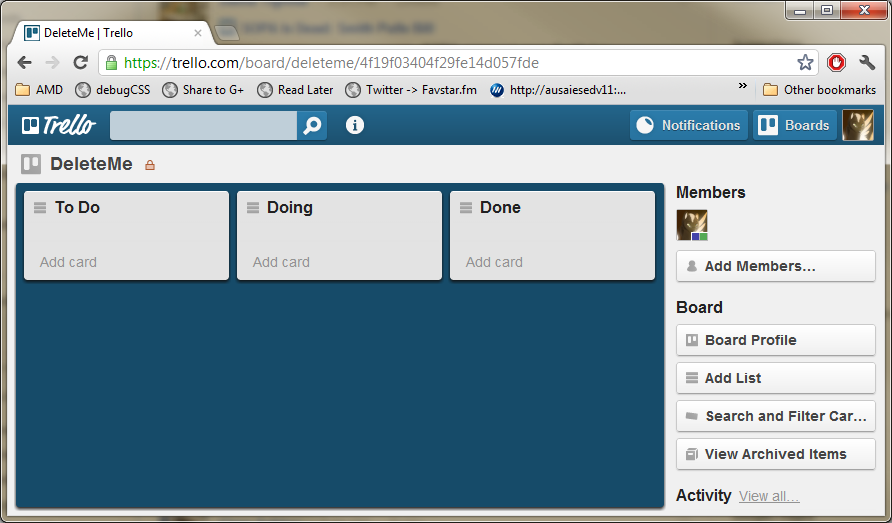 DeleteMe | Trello
https://trello.com/board/deleteme/4f19f03404f29fe14d057fde
AMD debugCSS Share to G+ Read Later Twitter -> Favstar.fm http://ausaiesedv11:... » Other bookmarks
Trello Notifications Boards
DeleteMe
To Do Doing Done
Add card Add card Add card
Members
Add Members...
Board
Board Profile
Add List
Search and Filter Car...
View Archived Items
Activity View all...